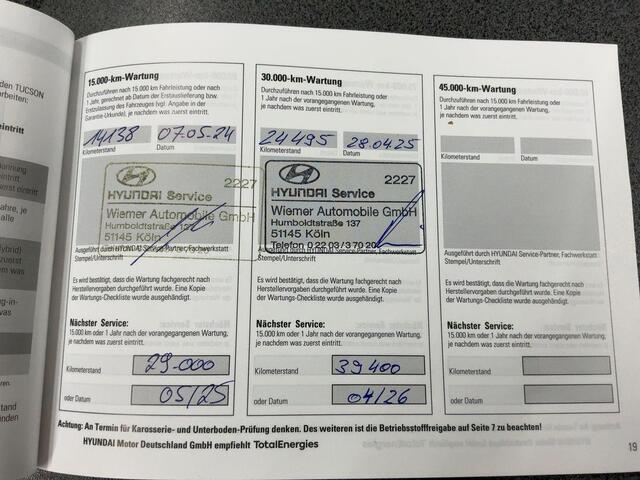 den TUCSON
arbeiten:
eintritt
15.000-km-Wartung
Durchzuführen nach 15.000 km Fahrleistung oder nach
1 Jahr, gerechnet ab Datum der Erstauslieferung bzw.
Erstzulassung des Fahrzeuges (vgl. Angabe in der
Garantie-Urkunde), je nachdem was zuerst eintritt.
14138 07.05.24
Kilometerstand Datum
HYUNDAI Service 2227
Wiemer Automobile GmbH
Humboldtstraße 137
51145 Köln
Ausgeführt durch HYUNDAI Service-Partner, Fachwerkstatt
Stempel/Unterschrift
Es wird bestätigt, dass die Wartung fachgerecht nach
Herstellervorgaben durchgeführt wurde. Eine Kopie
der Wartungs-Checkliste wurde ausgehändigt.
Nächster Service:
15.000 km oder 1 Jahr nach der vorangegangenen Wartung,
je nachdem was zuerst eintritt.
Kilometerstand 29.000
oder Datum 05/25
30.000-km-Wartung
Durchzuführen nach 15.000 km Fahrleistung oder nach
1 Jahr nach der vorangegangenen Wartung,
je nachdem was zuerst eintritt.
24495 28.04.25
Kilometerstand Datum
HYUNDAI Service 2227
Wiemer Automobile GmbH
Humboldtstraße 137
51145 Köln
Telefon 0 22 03/3 70 20
Ausgeführt durch HYUNDAI Service-Partner, Fachwerkstatt
Stempel/Unterschrift
Es wird bestätigt, dass die Wartung fachgerecht nach
Herstellervorgaben durchgeführt wurde. Eine Kopie
der Wartungs-Checkliste wurde ausgehändigt.
Nächster Service:
15.000 km oder 1 Jahr nach der vorangegangenen Wartung,
je nachdem was zuerst eintritt.
Kilometerstand 39400
oder Datum 04/26
45.000-km-Wartung
Durchzuführen nach 15.000 km Fahrleistung oder nach
1 Jahr nach der vorangegangenen Wartung,
je nachdem was zuerst eintritt.
Kilometerstand Datum
Ausgeführt durch HYUNDAI Service-Partner, Fachwerkstatt
Stempel/Unterschrift
Es wird bestätigt, dass die Wartung fachgerecht nach
Herstellervorgaben durchgeführt wurde. Eine Kopie
der Wartungs-Checkliste wurde ausgehändigt.
Nächster Service:
15.000 km oder 1 Jahr nach der vorangegangenen Wartung,
je nachdem was zuerst eintritt.
Kilometerstand
oder Datum
Achtung: An Termin für Karosserie- und Unterboden-Prüfung denken. Des weiteren ist die Betriebsstofffreigabe auf Seite 7 zu beachten!
HYUNDAI Motor Deutschland GmbH empfiehlt TotalEnergies
19